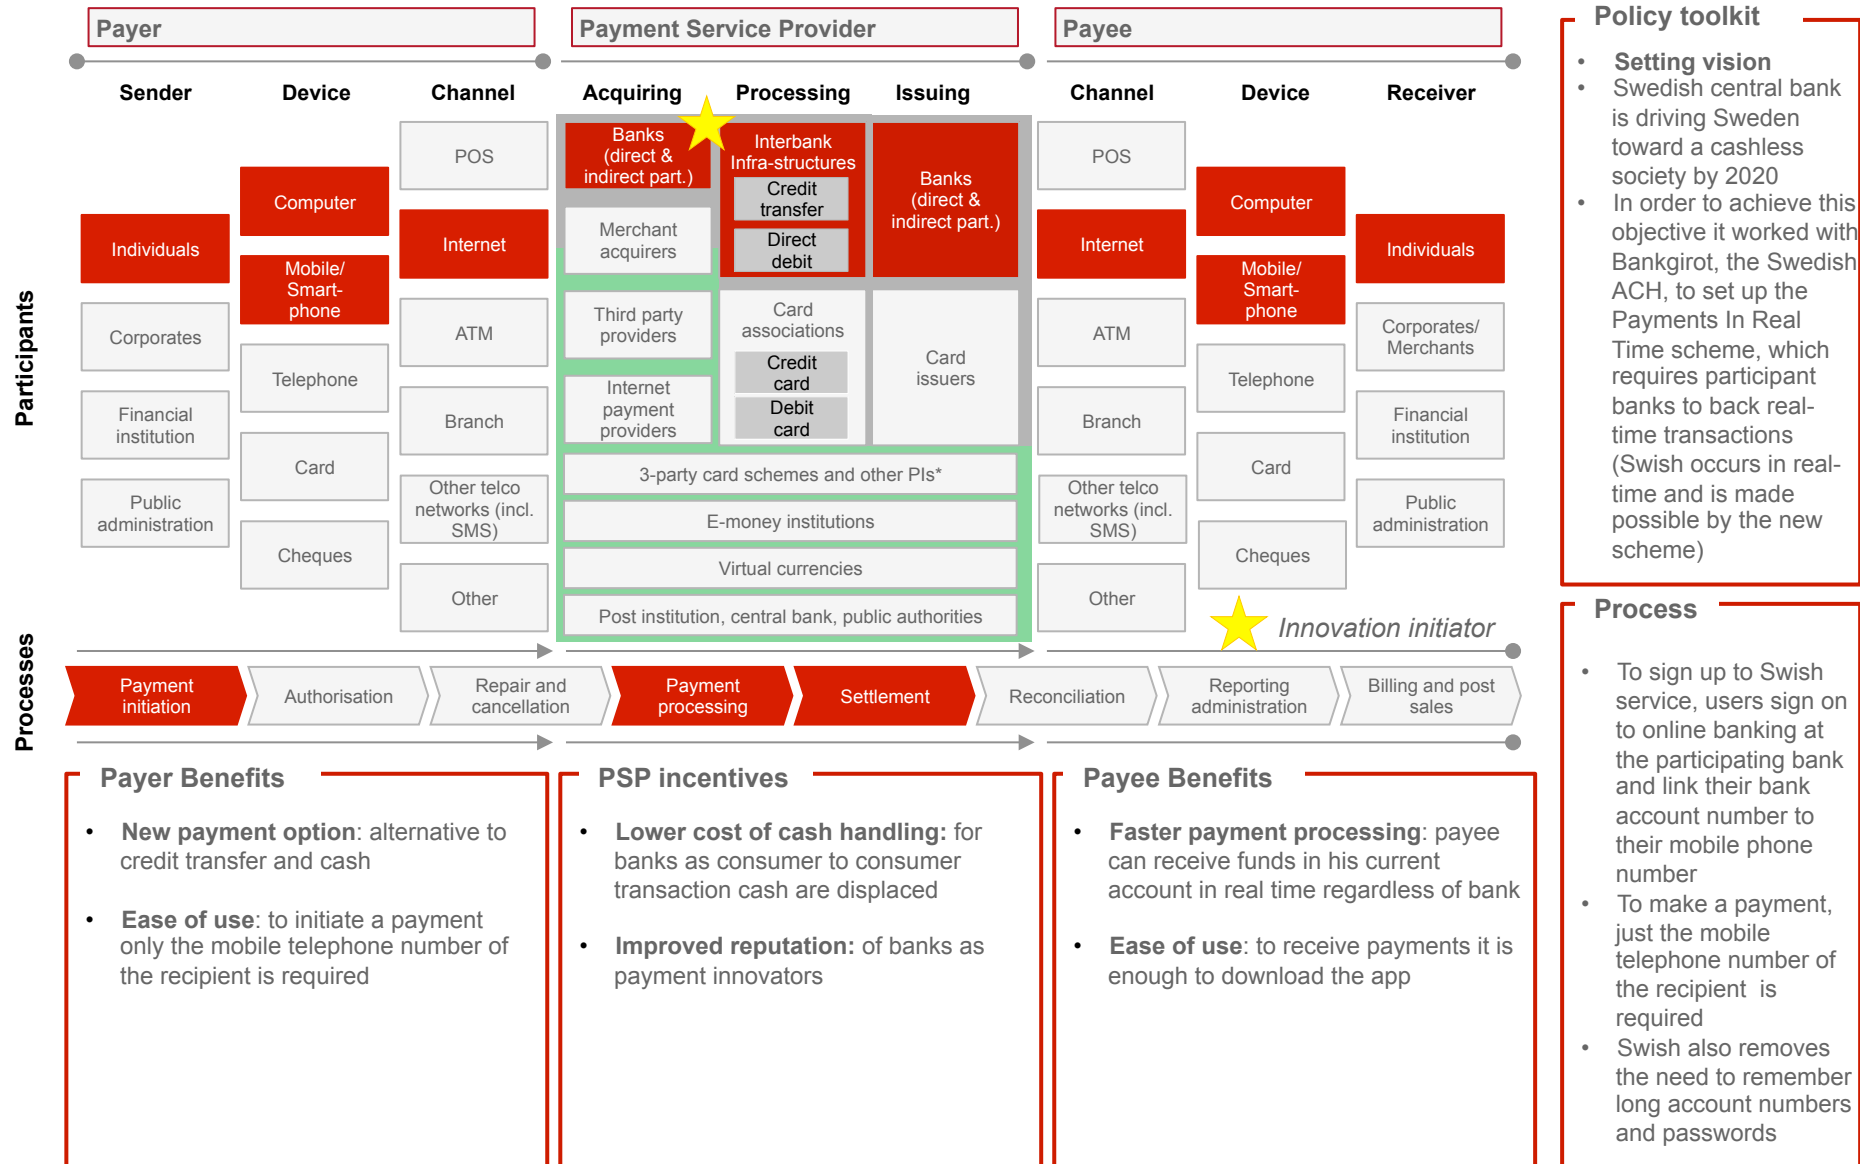 Payer
Payment Service Provider
Payee
Sender
Device
Channel
Acquiring
Processing
Issuing
Channel
Device
Receiver
Participants
Individuals
Corporates
Financial
institution
Public
administration
Computer
Mobile/
Smart-
phone
Telephone
Card
Cheques
POS
Internet
ATM
Branch
Other telco
networks (incl.
SMS)
Other
Banks
(direct &
indirect part.)
Merchant
acquirers
Third party
providers
Internet
payment
providers
Interbank
Infra-structures
Credit
transfer
Direct
debit
Card
associations
Credit
card
Debit
card
Banks
(direct &
indirect part.)
Card
issuers
3-party card schemes and other PIs*
E-money institutions
Virtual currencies
Post institution, central bank, public authorities
POS
Internet
ATM
Branch
Other telco
networks (incl.
SMS)
Other
Computer
Mobile/
Smart-
phone
Telephone
Card
Cheques
Individuals
Corporates/
Merchants
Financial
institution
Public
administration
Innovation initiator
Processes
Payment
initiation
Authorisation
Repair and
cancellation
Payment
processing
Settlement
Reconciliation
Reporting
administration
Billing and post
sales
Payer Benefits
• New payment option: alternative to
credit transfer and cash
• Ease of use: to initiate a payment
only the mobile telephone number of
the recipient is required
PSP incentives
• Lower cost of cash handling: for
banks as consumer to consumer
transaction cash are displaced
• Improved reputation: of banks as
payment innovators
Payee Benefits
• Faster payment processing: payee
can receive funds in his current
account in real time regardless of bank
• Ease of use: to receive payments it is
enough to download the app
Policy toolkit
• Setting vision
• Swedish central bank
is driving Sweden
toward a cashless
society by 2020
• In order to achieve this
objective it worked with
Bankgirot, the Swedish
ACH, to set up the
Payments In Real
Time scheme, which
requires participant
banks to back real-
time transactions
(Swish occurs in real-
time and is made
possible by the new
scheme)
Process
• To sign up to Swish
service, users sign on
to online banking at
the participating bank
and link their bank
account number to
their mobile phone
number
• To make a payment,
just the mobile
telephone number of
the recipient is
required
• Swish also removes
the need to remember
long account numbers
and passwords